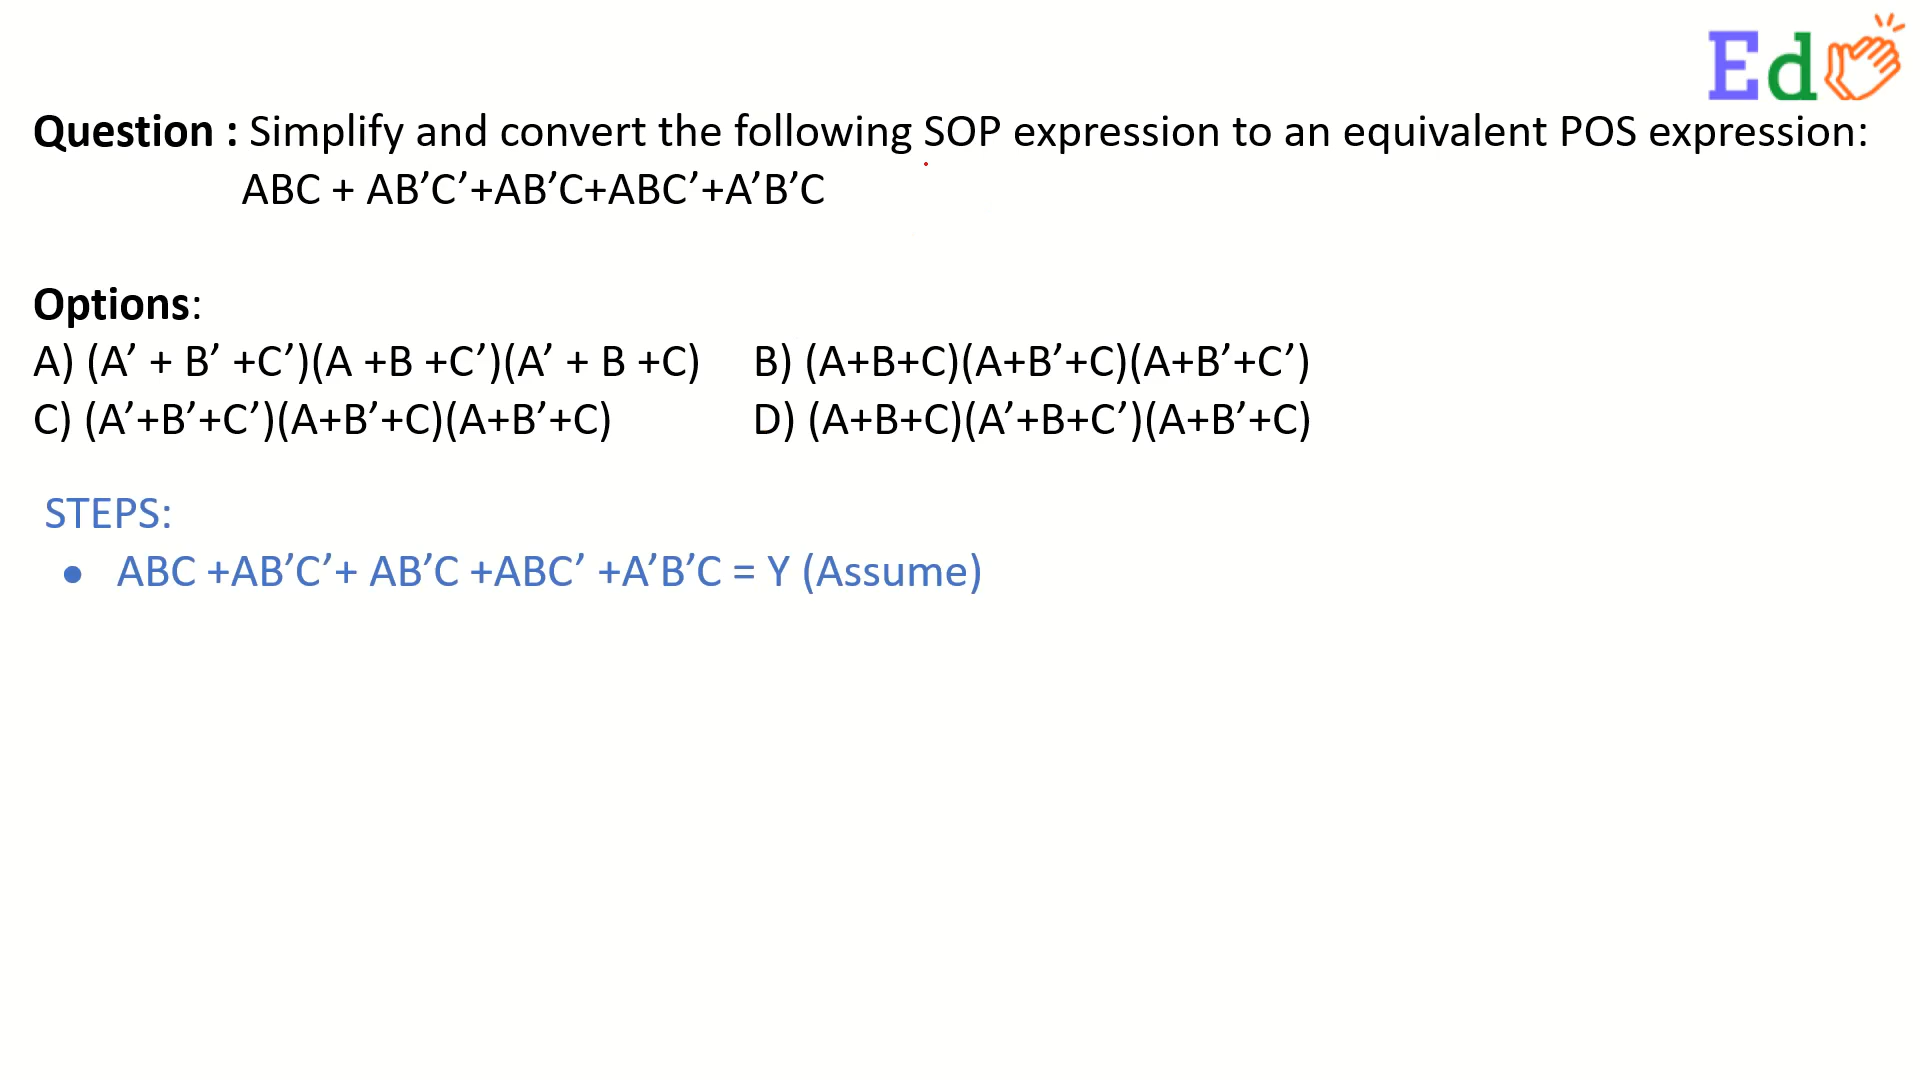 Ed
Question : Simplify and convert the following SOP expression to an equivalent POS expression:
ABC + AB’C’+AB’C+ABC’+A’B’C
Options:
A) (A’ + B’ +C’)(A +B +C’)(A’ + B +C) B) (A+B+C)(A+B’+C)(A+B’+C’)
C) (A’+B’+C’)(A+B’+C)(A+B’+C) D) (A+B+C)(A’+B+C’)(A+B’+C)
STEPS:
● ABC +AB’C’+ AB’C +ABC’ +A’B’C = Y (Assume)